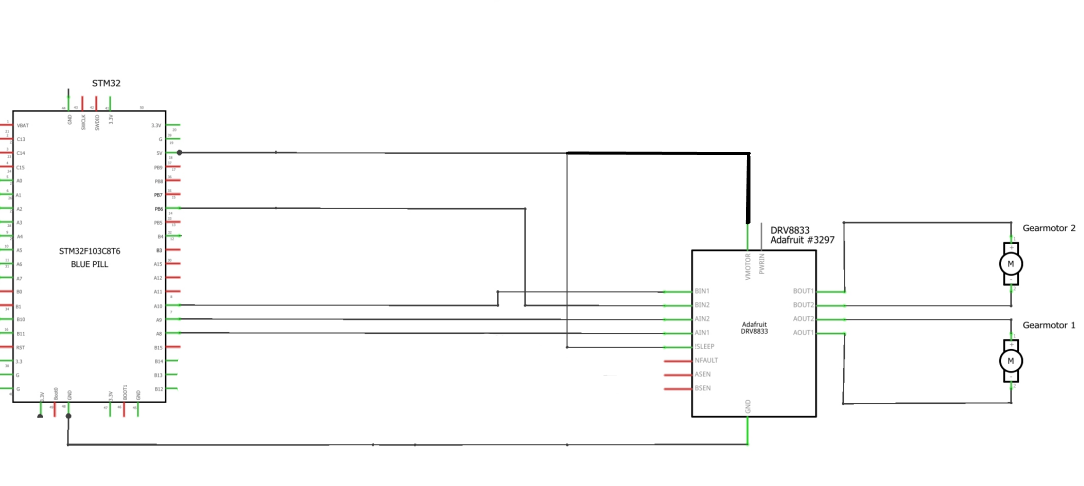 STM32
GND
SWCLK
SWDIO
3.3V
VBAT
C13
C14
C15
A0
A1
A2
A3
A4
A5
A6
A7
B0
B1
B10
B11
RST
3.3
G
G
3.3V
G
5V
PB9
PB8
PB7
PB6
PB5
B4
B3
A15
A12
A11
A10
A9
A8
B15
B14
B13
B12
STM32F103C8T6
BLUE PILL
3.3V
Boot0
GND
3.3V
BOOT1
GND
DRV8833
Adafruit #3297
VMOTOR
PWRIN
BIN1
BIN2
AIN2
AIN1
!SLEEP
NFAULT
ASEN
BSEN
Adafruit
DRV8833
BOUT1
BOUT2
AOUT2
AOUT1
GND
Gearmotor 2
M
Gearmotor 1
M